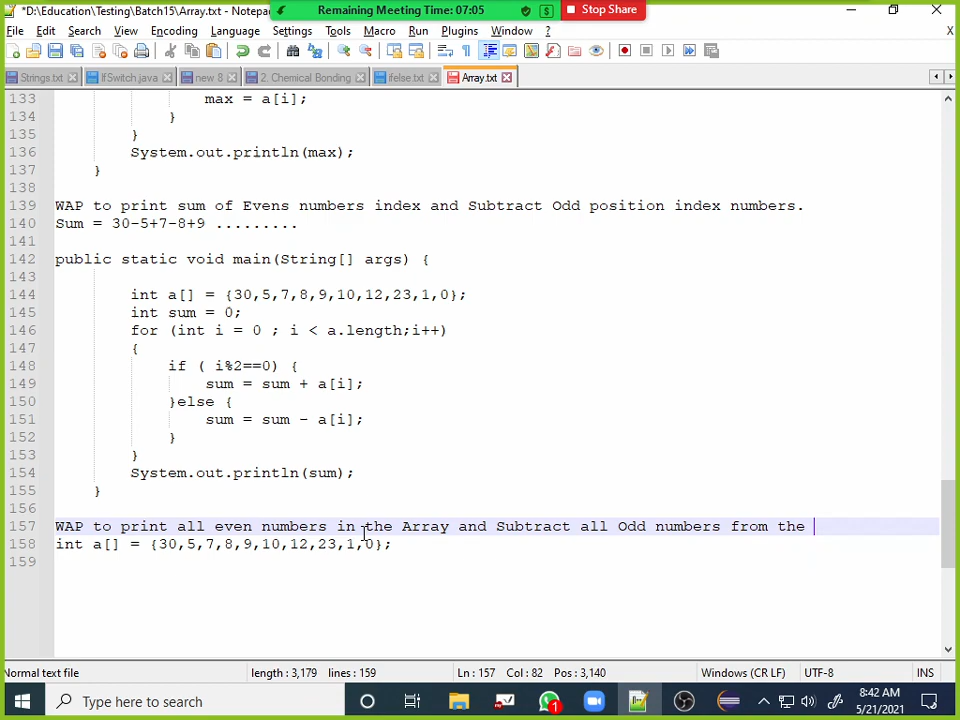 *D:\Education\Testing\Batch15\Array.txt - Notepa
Remaining Meeting Time: 07:05
Stop Share
File Edit Search View Encoding Language Settings Tools Macro Run Plugins Window ? X
Strings.txt IfSwitch.java new 8 2. Chemical Bonding ifelse.txt Array.txt
133 max = a[i];
134 }
135 }
136 System.out.println(max);
137 }
138
139 WAP to print sum of Evens numbers index and Subtract Odd position index numbers.
140 Sum = 30-5+7-8+9 .........
141
142 public static void main(String[] args) {
143
144 int a[] = {30,5,7,8,9,10,12,23,1,0};
145 int sum = 0;
146 for (int i = 0 ; i < a.length;i++)
147 {
148 if ( i%2==0) {
149 sum = sum + a[i];
150 }else {
151 sum = sum - a[i];
152 }
153 }
154 System.out.println(sum);
155 }
156
157 WAP to print all even numbers in the Array and Subtract all Odd numbers from the
158 int a[] = {30,5,7,8,9,10,12,23,1,0};
159
Normal text file length : 3,179 lines : 159 Ln : 157 Col : 82 Pos : 3,140 Windows (CR LF) UTF-8 INS
Type here to search
1
8:42 AM
5/21/2021